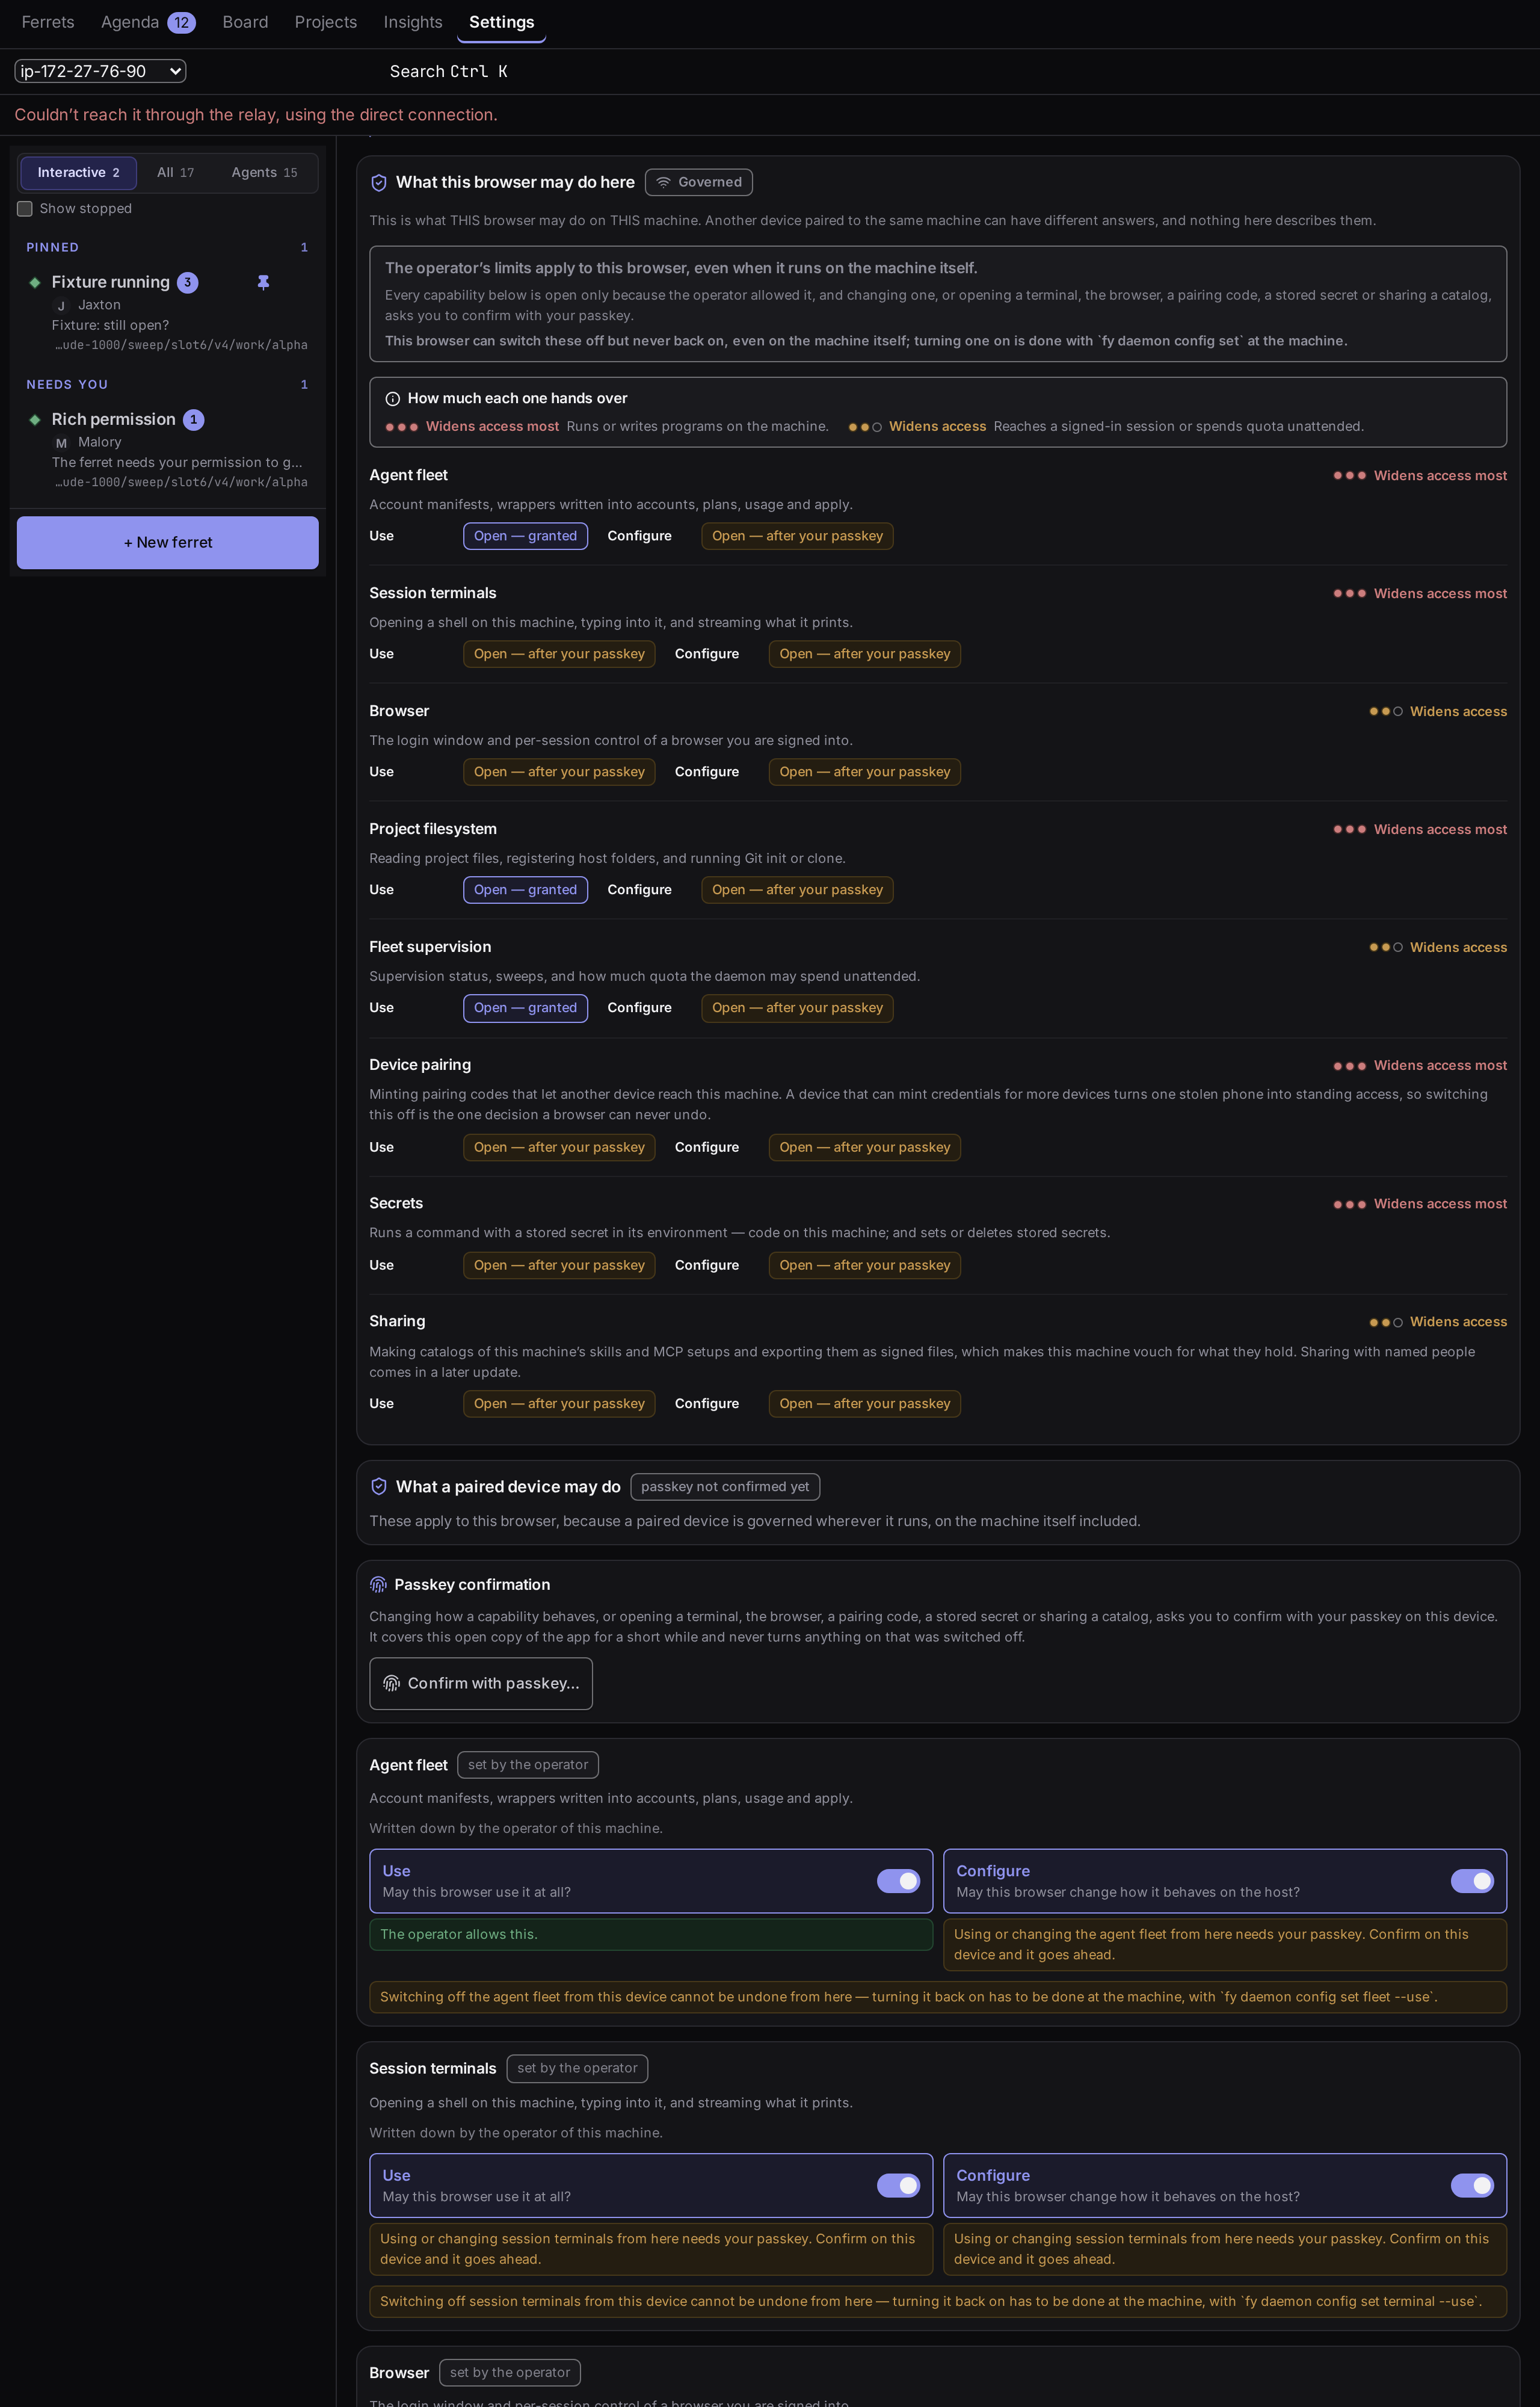 Ferrets Agenda 12 Board Projects Insights Settings
ip-172-27-76-90 Search Ctrl K
Couldn’t reach it through the relay, using the direct connection.
Interactive 2 All 17 Agents 15
Show stopped
PINNED 1
Fixture running 3
J Jaxton
Fixture: still open?
…ude-1000/sweep/slot6/v4/work/alpha
NEEDS YOU 1
Rich permission 1
M Malory
The ferret needs your permission to g…
…ude-1000/sweep/slot6/v4/work/alpha
+ New ferret
What this browser may do here Governed
This is what THIS browser may do on THIS machine. Another device paired to the same machine can have different answers, and nothing here describes them.
The operator’s limits apply to this browser, even when it runs on the machine itself.
Every capability below is open only because the operator allowed it, and changing one, or opening a terminal, the browser, a pairing code, a stored secret or sharing a catalog,
asks you to confirm with your passkey.
This browser can switch these off but never back on, even on the machine itself; turning one on is done with `fy daemon config set` at the machine.
How much each one hands over
Widens access most Runs or writes programs on the machine. Widens access Reaches a signed-in session or spends quota unattended.
Agent fleet Widens access most
Account manifests, wrappers written into accounts, plans, usage and apply.
Use Open — granted Configure Open — after your passkey
Session terminals Widens access most
Opening a shell on this machine, typing into it, and streaming what it prints.
Use Open — after your passkey Configure Open — after your passkey
Browser Widens access
The login window and per-session control of a browser you are signed into.
Use Open — after your passkey Configure Open — after your passkey
Project filesystem Widens access most
Reading project files, registering host folders, and running Git init or clone.
Use Open — granted Configure Open — after your passkey
Fleet supervision Widens access
Supervision status, sweeps, and how much quota the daemon may spend unattended.
Use Open — granted Configure Open — after your passkey
Device pairing Widens access most
Minting pairing codes that let another device reach this machine. A device that can mint credentials for more devices turns one stolen phone into standing access, so switching
this off is the one decision a browser can never undo.
Use Open — after your passkey Configure Open — after your passkey
Secrets Widens access most
Runs a command with a stored secret in its environment — code on this machine; and sets or deletes stored secrets.
Use Open — after your passkey Configure Open — after your passkey
Sharing Widens access
Making catalogs of this machine’s skills and MCP setups and exporting them as signed files, which makes this machine vouch for what they hold. Sharing with named people
comes in a later update.
Use Open — after your passkey Configure Open — after your passkey
What a paired device may do passkey not confirmed yet
These apply to this browser, because a paired device is governed wherever it runs, on the machine itself included.
Passkey confirmation
Changing how a capability behaves, or opening a terminal, the browser, a pairing code, a stored secret or sharing a catalog, asks you to confirm with your passkey on this device.
It covers this open copy of the app for a short while and never turns anything on that was switched off.
Confirm with passkey…
Agent fleet set by the operator
Account manifests, wrappers written into accounts, plans, usage and apply.
Written down by the operator of this machine.
Use Configure
May this browser use it at all? May this browser change how it behaves on the host?
The operator allows this. Using or changing the agent fleet from here needs your passkey. Confirm on this
device and it goes ahead.
Switching off the agent fleet from this device cannot be undone from here — turning it back on has to be done at the machine, with `fy daemon config set fleet --use`.
Session terminals set by the operator
Opening a shell on this machine, typing into it, and streaming what it prints.
Written down by the operator of this machine.
Use Configure
May this browser use it at all? May this browser change how it behaves on the host?
Using or changing session terminals from here needs your passkey. Confirm on this Using or changing session terminals from here needs your passkey. Confirm on this
device and it goes ahead. device and it goes ahead.
Switching off session terminals from this device cannot be undone from here — turning it back on has to be done at the machine, with `fy daemon config set terminal --use`.
Browser set by the operator
The login window and per-session control of a browser you are signed into.